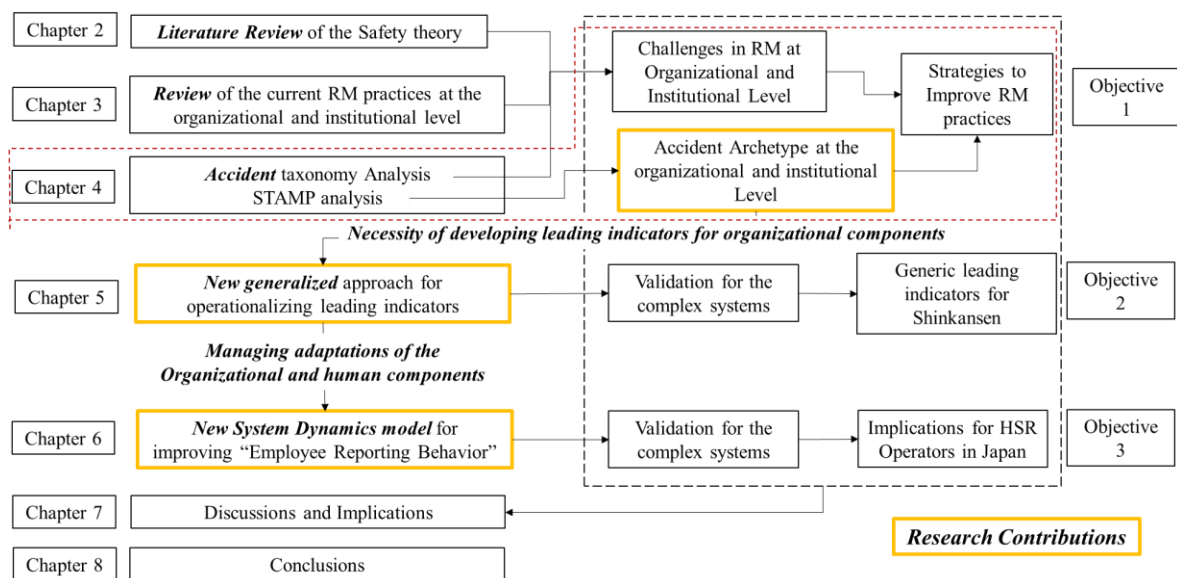 Chapter 2
Literature Review of the Safety theory
Challenges in RM at
Organizational and
Institutional Level
Strategies to
Improve RM
practices
Objective
1
Chapter 3
Review of the current RM practices at the
organizational and institutional level
Chapter 4
Accident taxonomy Analysis
STAMP analysis
Accident Archetype at the
organizational and institutional
Level
Necessity of developing leading indicators for organizational components
Chapter 5
New generalized approach for
operationalizing leading indicators
Validation for the
complex systems
Generic leading
indicators for
Shinkansen
Objective
2
Managing adaptations of the
Organizational and human components
Chapter 6
New System Dynamics model for
improving “Employee Reporting Behavior”
Validation for the
complex systems
Implications for HSR
Operators in Japan
Objective
3
Chapter 7
Discussions and Implications
Research Contributions
Chapter 8
Conclusions